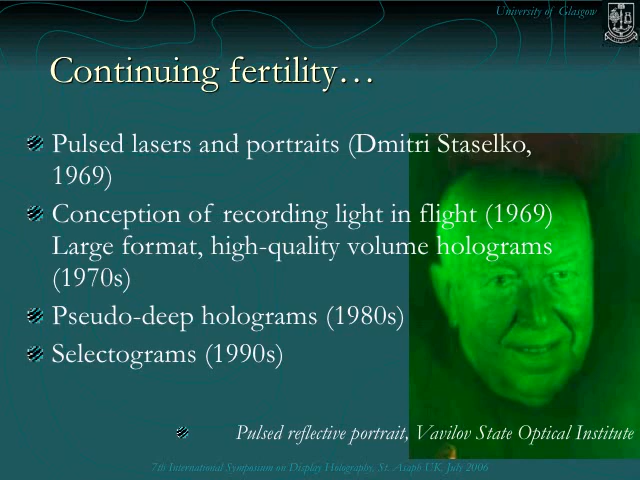 University of Glasgow
Continuing fertility…
Pulsed lasers and portraits (Dmitri Staselko,
1969)
Conception of recording light in flight (1969)
Large format, high-quality volume holograms
(1970s)
Pseudo-deep holograms (1980s)
Selectograms (1990s)
Pulsed reflective portrait, Vavilov State Optical Institute
7th International Symposium on Display Holography, St. Asaph UK, July 2006